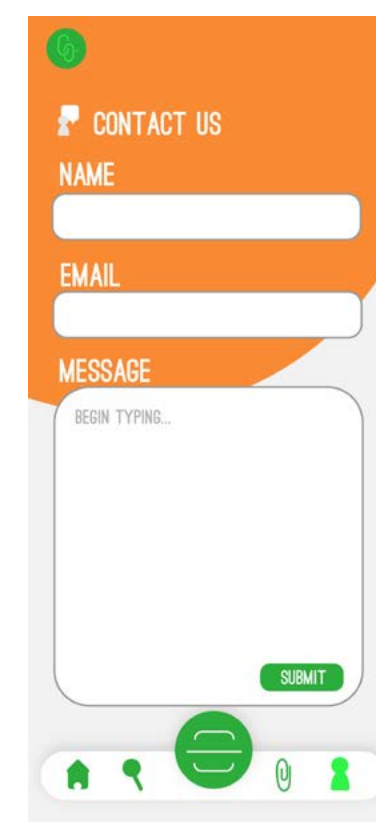 CONTACT US
NAME
EMAIL
MESSAGE
BEGIN TYPING...
SUBMIT